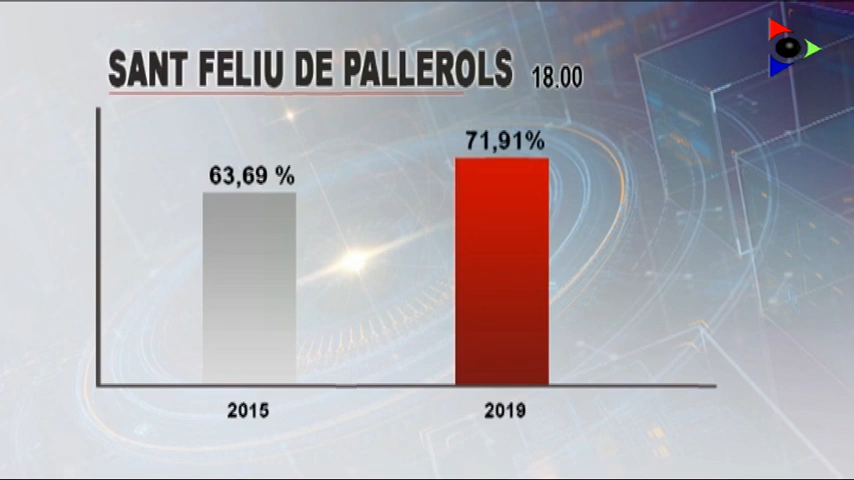 SANT FELIU DE PALLEROLS 18.00
71,91%
63,69 %
2015 2019